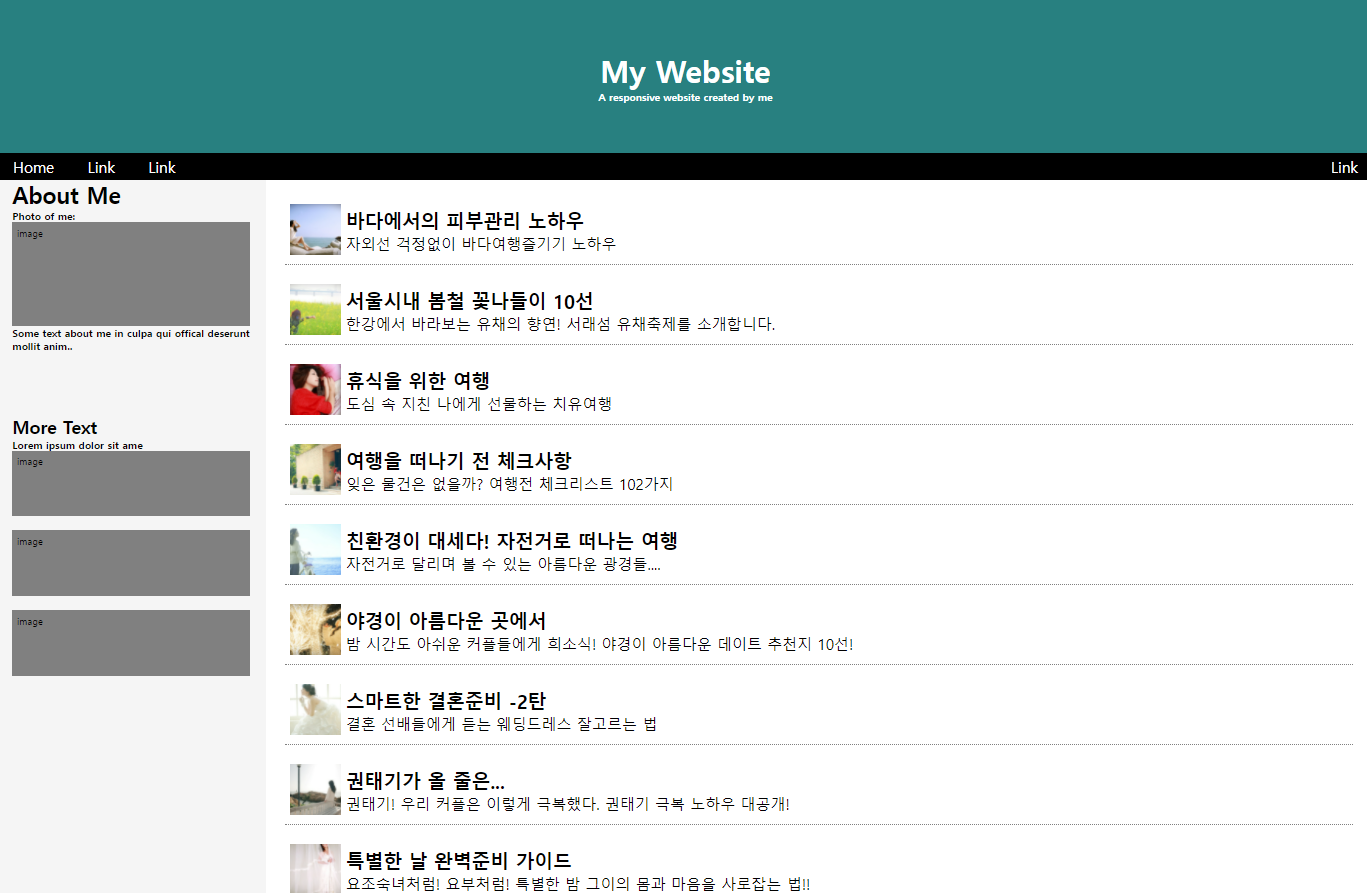 My Website
A responsive website created by me
Home Link Link Link
About Me
Photo of me:
image
Some text about me in culpa qui offical deserunt
mollit anim..
More Text
Lorem ipsum dolor sit ame
image
image
image
바다에서의 피부관리 노하우
자외선 걱정없이 바다여행즐기기 노하우
서울시내 봄철 꽃나들이 10선
한강에서 바라보는 유채의 향연! 서래섬 유채축제를 소개합니다.
휴식을 위한 여행
도심 속 지친 나에게 선물하는 치유여행
여행을 떠나기 전 체크사항
잊은 물건은 없을까? 여행전 체크리스트 102가지
친환경이 대세다! 자전거로 떠나는 여행
자전거로 달리며 볼 수 있는 아름다운 광경들....
야경이 아름다운 곳에서
밤 시간도 아쉬운 커플들에게 희소식! 야경이 아름다운 데이트 추천지 10선!
스마트한 결혼준비 -2탄
결혼 선배들에게 듣는 웨딩드레스 잘고르는 법
권태기가 올 줄은...
권태기! 우리 커플은 이렇게 극복했다. 권태기 극복 노하우 대공개!
특별한 날 완벽준비 가이드
요조숙녀처럼! 요부처럼! 특별한 밤 그이의 몸과 마음을 사로잡는 법!!